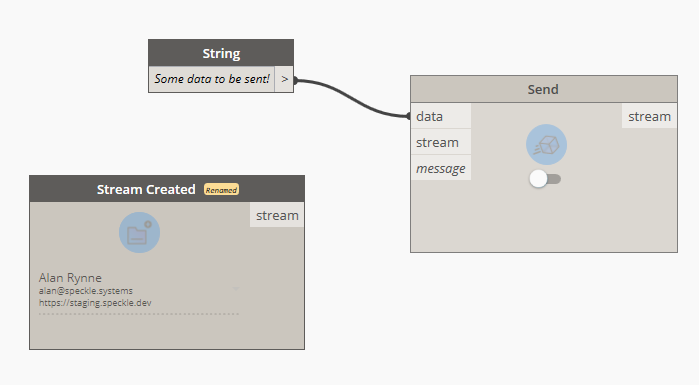 String
Some data to be sent! >
Send
data
stream
stream
message
Stream Created Renamed
stream
Alan Rynne
alan@speckle.systems
https://staging.speckle.dev